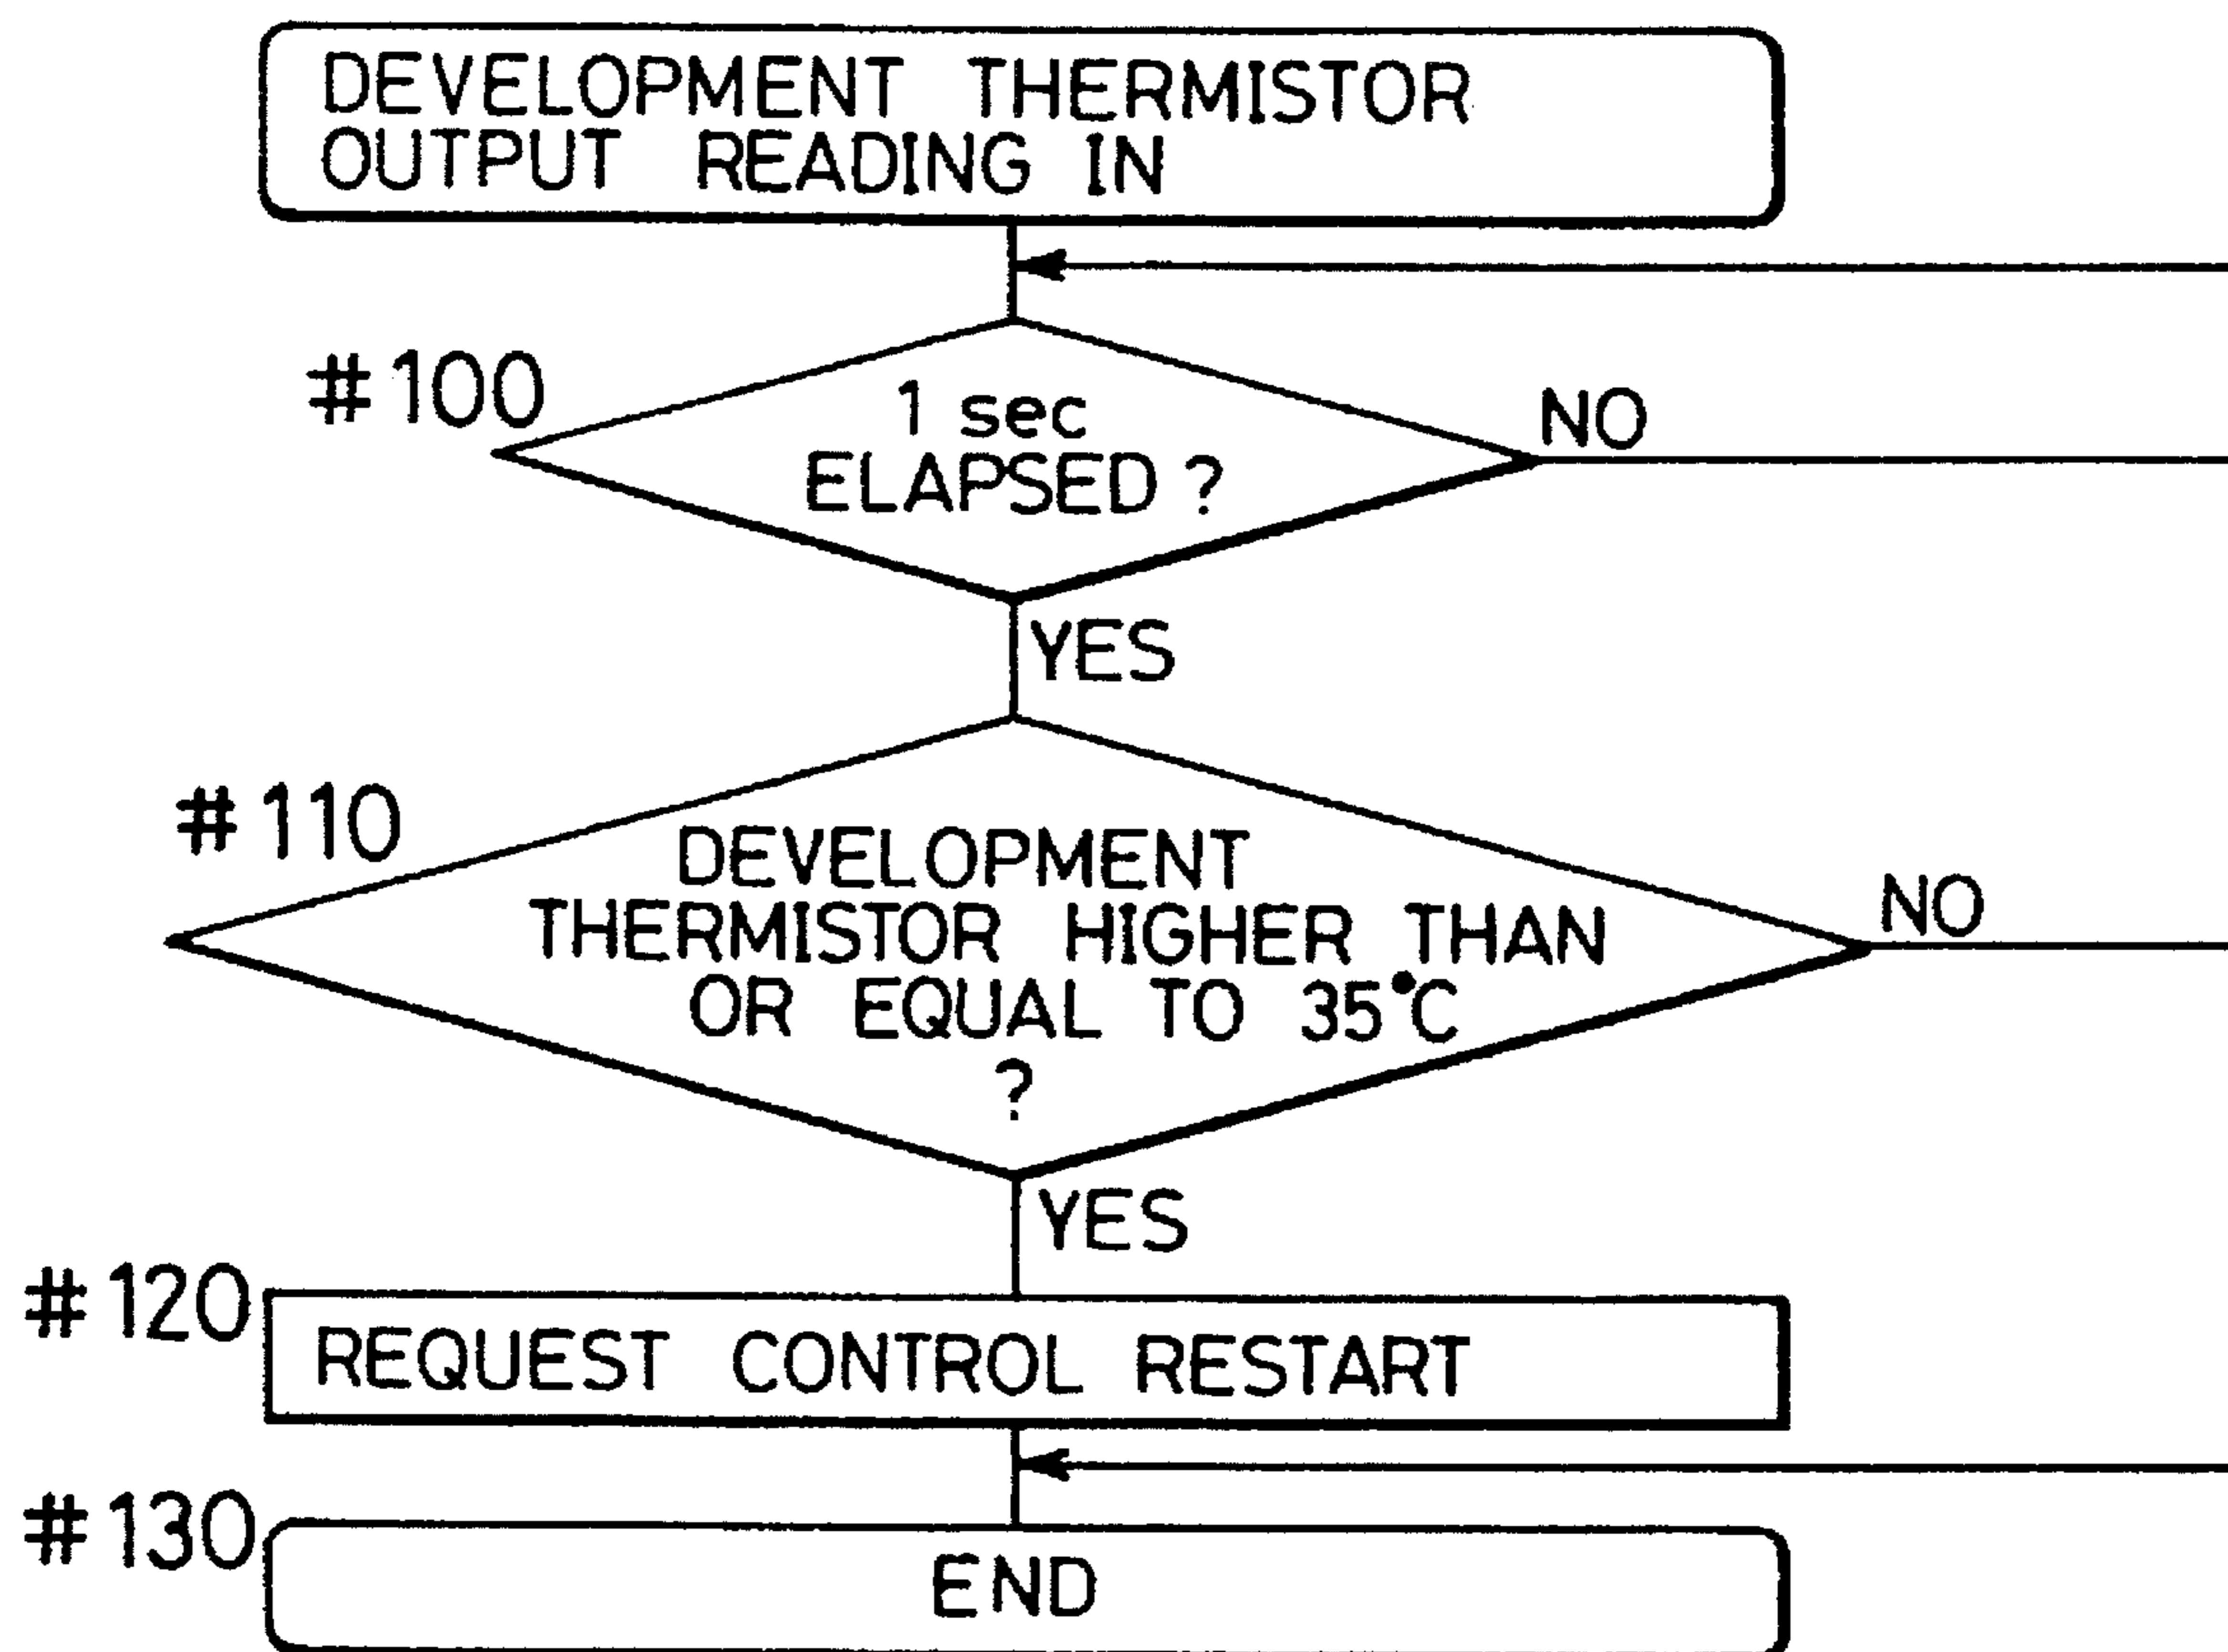 DEVELOPMENT THERMISTOR
OUTPUT READING IN
#100
1 sec
ELAPSED ?
NO
YES
#110
DEVELOPMENT
THERMISTOR HIGHER THAN
OR EQUAL TO 35°C
?
NO
YES
#120
REQUEST CONTROL RESTART
#130
END